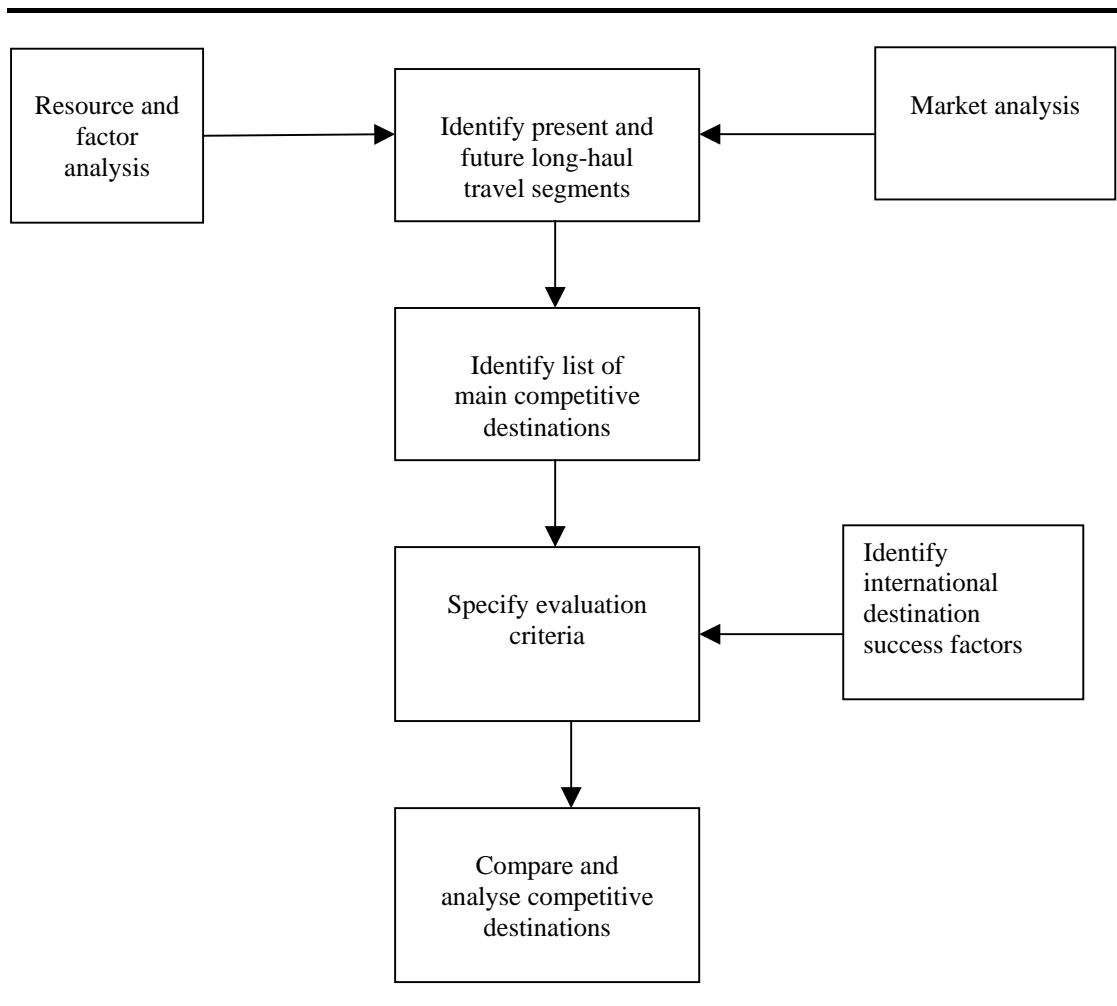 Resource and
factor
analysis
Identify present and
future long-haul
travel segments
Market analysis
Identify list of
main competitive
destinations
Specify evaluation
criteria
Identify
international
destination
success factors
Compare and
analyse competitive
destinations